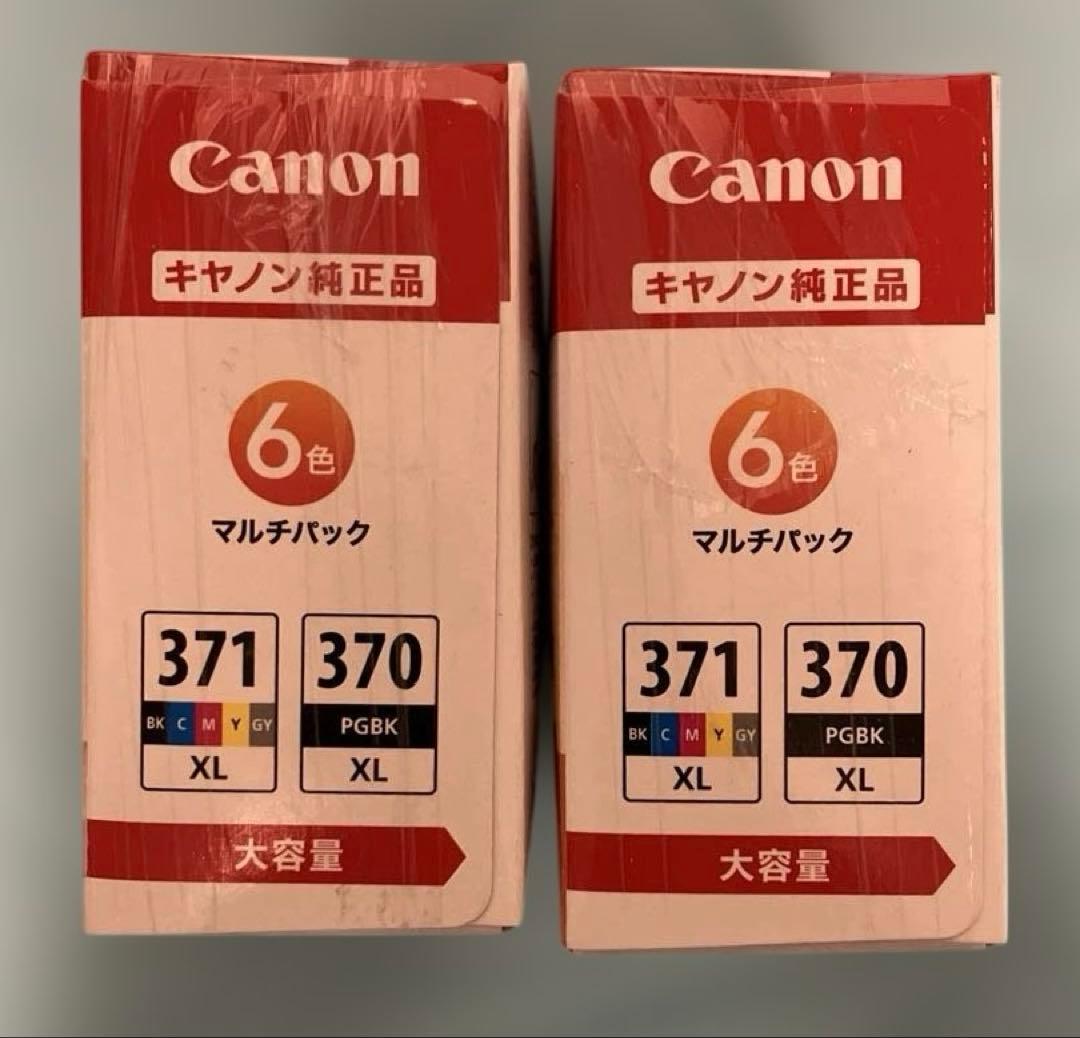 Canon
キヤノン純正品
6色
マルチパック
371 370
BK C M Y GY PGBK
XL XL
大容量
Canon
キヤノン純正品
6色
マルチパック
371 370
BK C M Y GY PGBK
XL XL
大容量